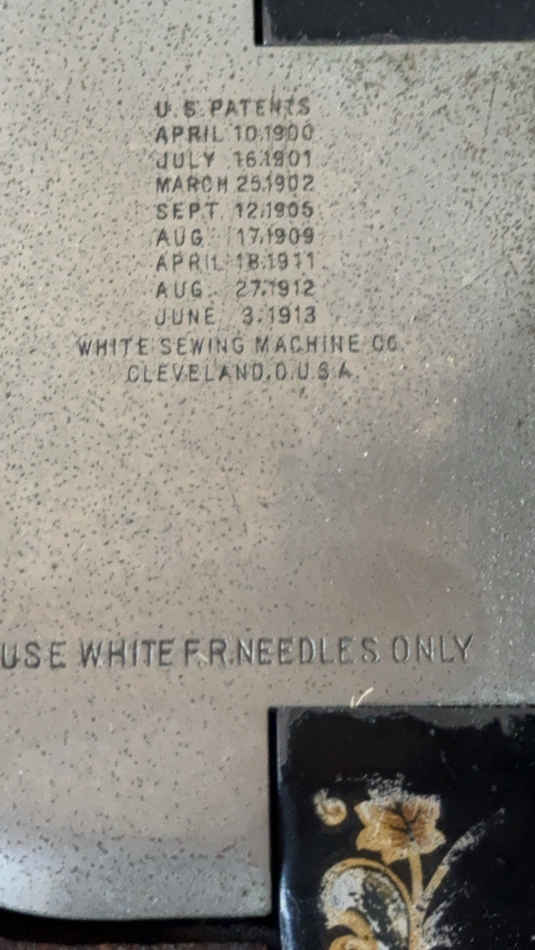 U.S. PATENTS
APRIL 10.1900
JULY 16.1901
MARCH 25.1902
SEPT 12.1905
AUG. 17.1909
APRIL 18.1911
AUG. 27.1912
JUNE 3.1913
WHITE SEWING MACHINE CO.
CLEVELAND.O.U.S.A.
USE WHITE F.R.NEEDLES ONLY